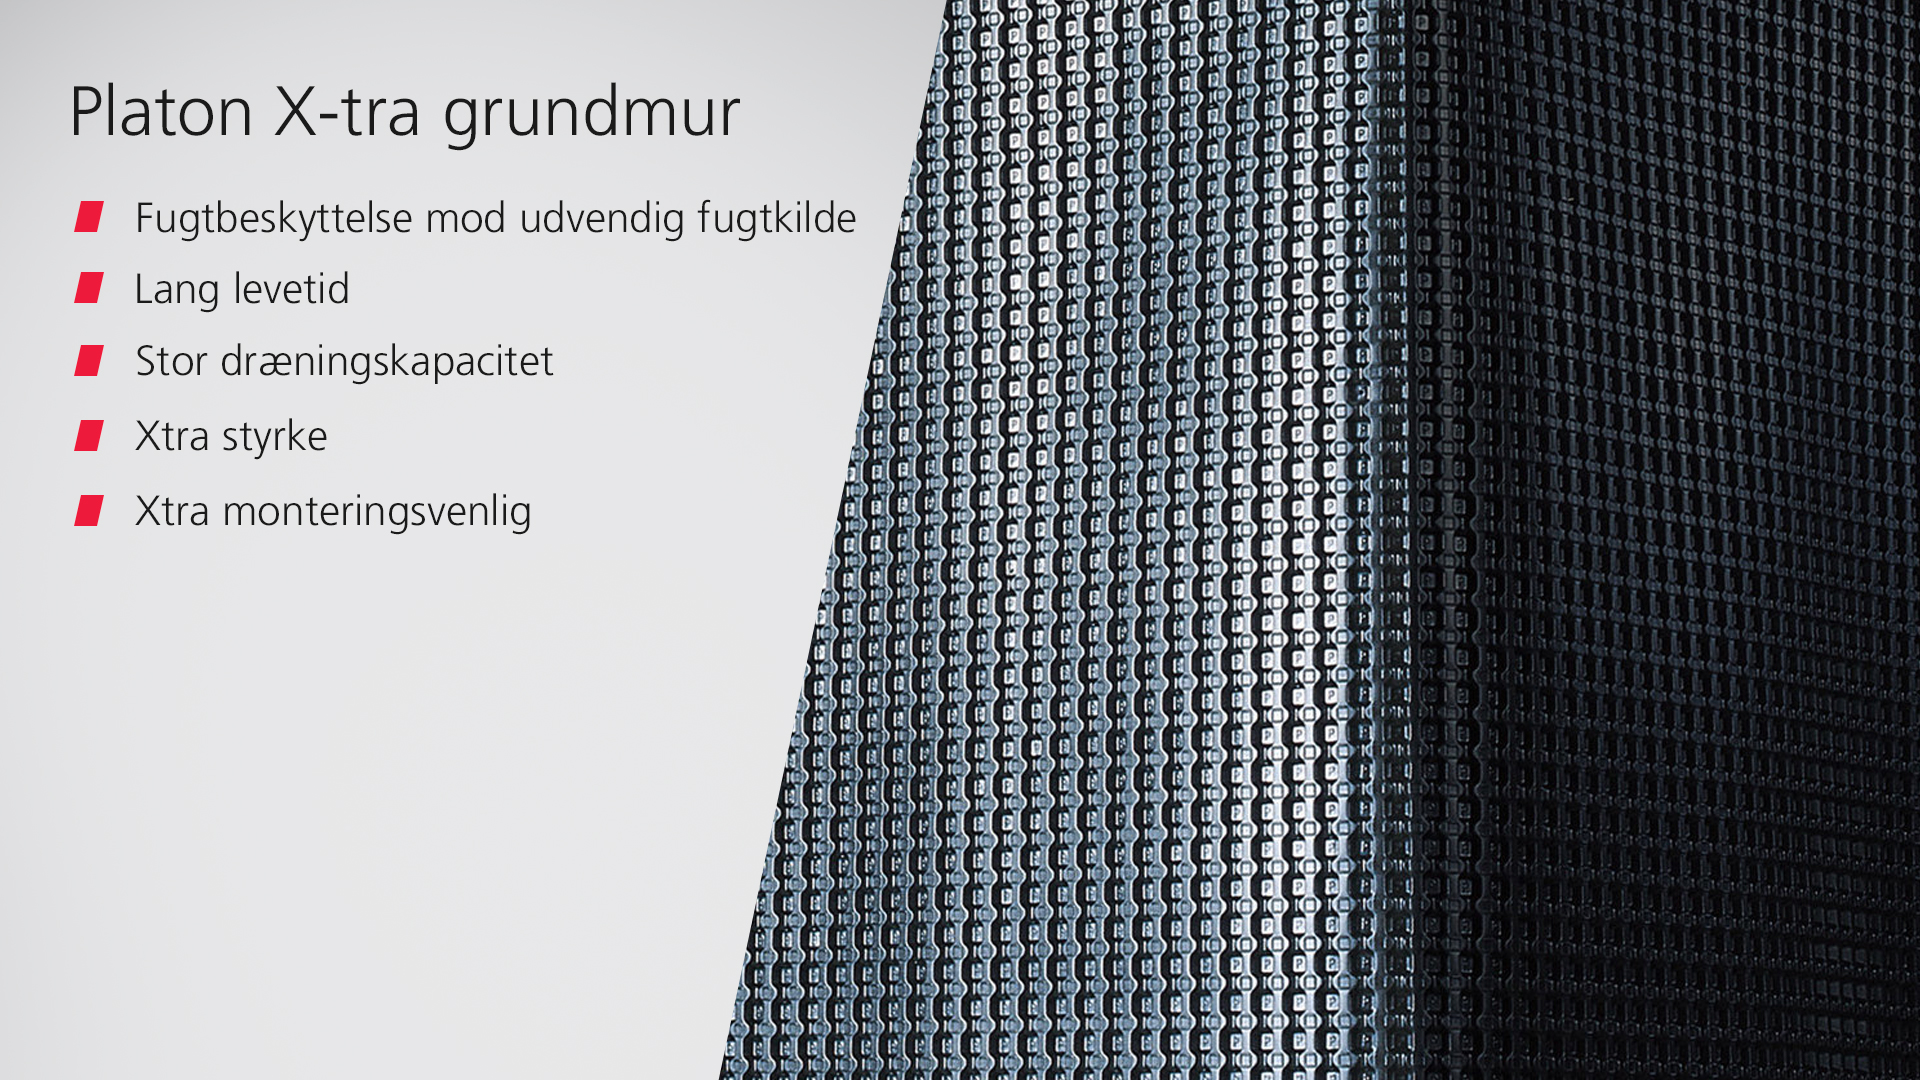 Platon X-tra grundmur
Fugtbeskyttelse mod udvendig fugtkilde
Lang levetid
Stor dræningskapacitet
Xtra styrke
Xtra monteringsvenlig